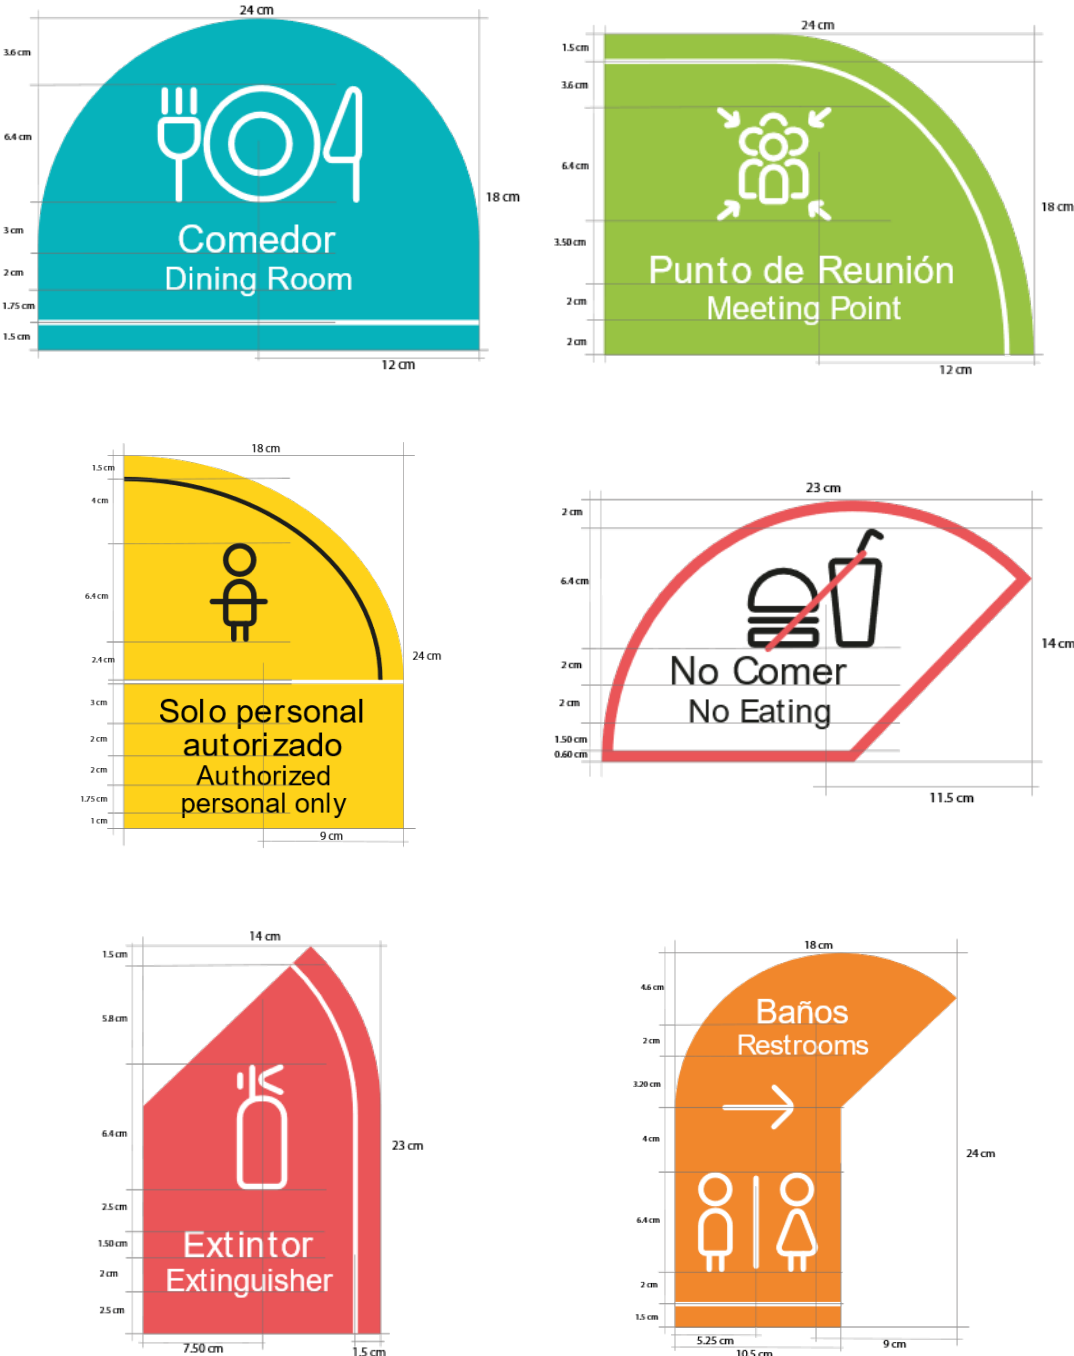 24 cm
3.6 cm
6.4 cm
18 cm
3 cm
Comedor
2 cm
Dining Room
1.75 cm
1.5 cm
12 cm
24 cm
1.5 cm
3.6 cm
6.4 cm
18 cm
3.50 cm
Punto de Reunión
2 cm
Meeting Point
2 cm
12 cm
18 cm
1.5 cm
4 cm
6.4 cm
2.4 cm
24 cm
3 cm
Solo personal
2 cm
autorizado
2 cm
Authorized
1.75 cm
personal only
1 cm
9 cm
23 cm
2 cm
6.4 cm
14 cm
2 cm
No Comer
2 cm
No Eating
1.50 cm
0.60 cm
11.5 cm
14 cm
1.5 cm
5.8 cm
6.4 cm
23 cm
2.5 cm
1.50 cm
Extintor
2 cm
Extinguisher
2.5 cm
7.50 cm
1.5 cm
18 cm
4.6 cm
Baños
2 cm
Restrooms
3.20 cm
4 cm
24 cm
6.4 cm
2 cm
1.5 cm
5.25 cm
9 cm
10.5 cm